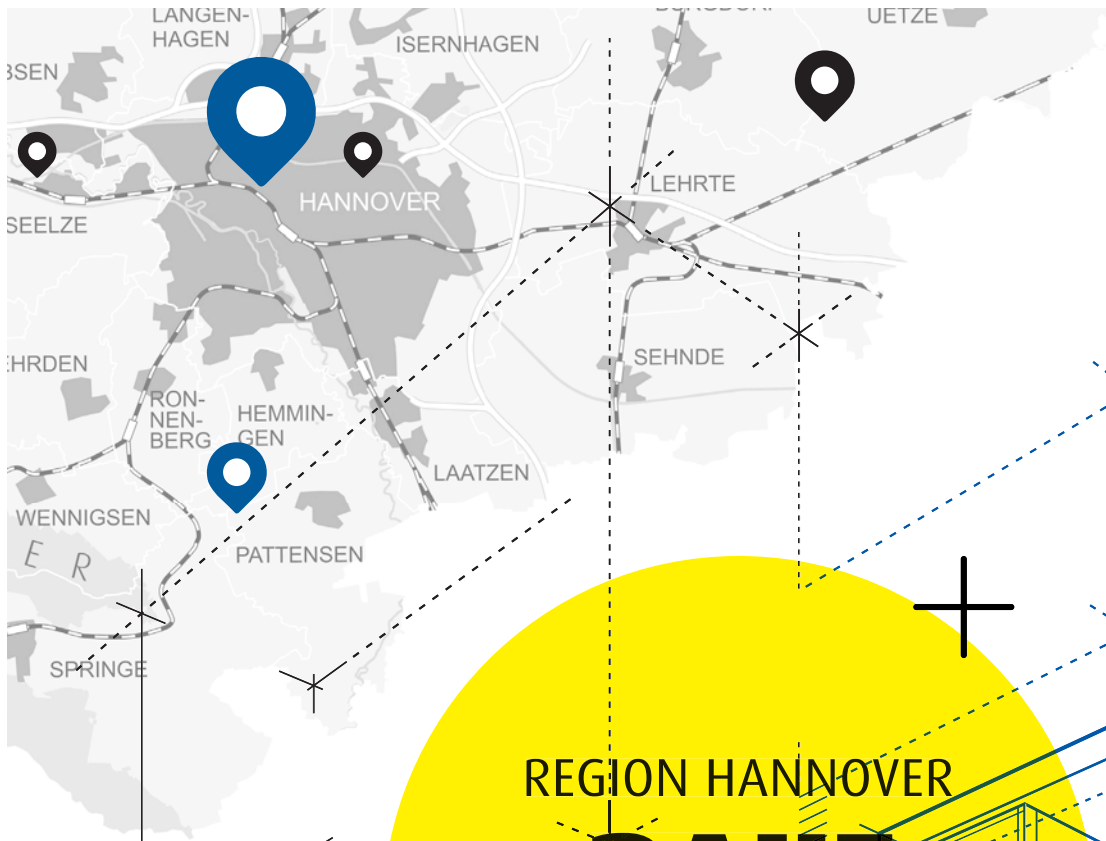 LANGEN-
HAGEN
UETZE
ISERNHAGEN
LEHRTE
HANNOVER
SEELZE
SEHNDE
RON-
NEN-
BERG
HEMMIN-
GEN
LAATZEN
WENNIGSEN
PATTENSEN
E R
SPRINGE
REGION HANNOVER